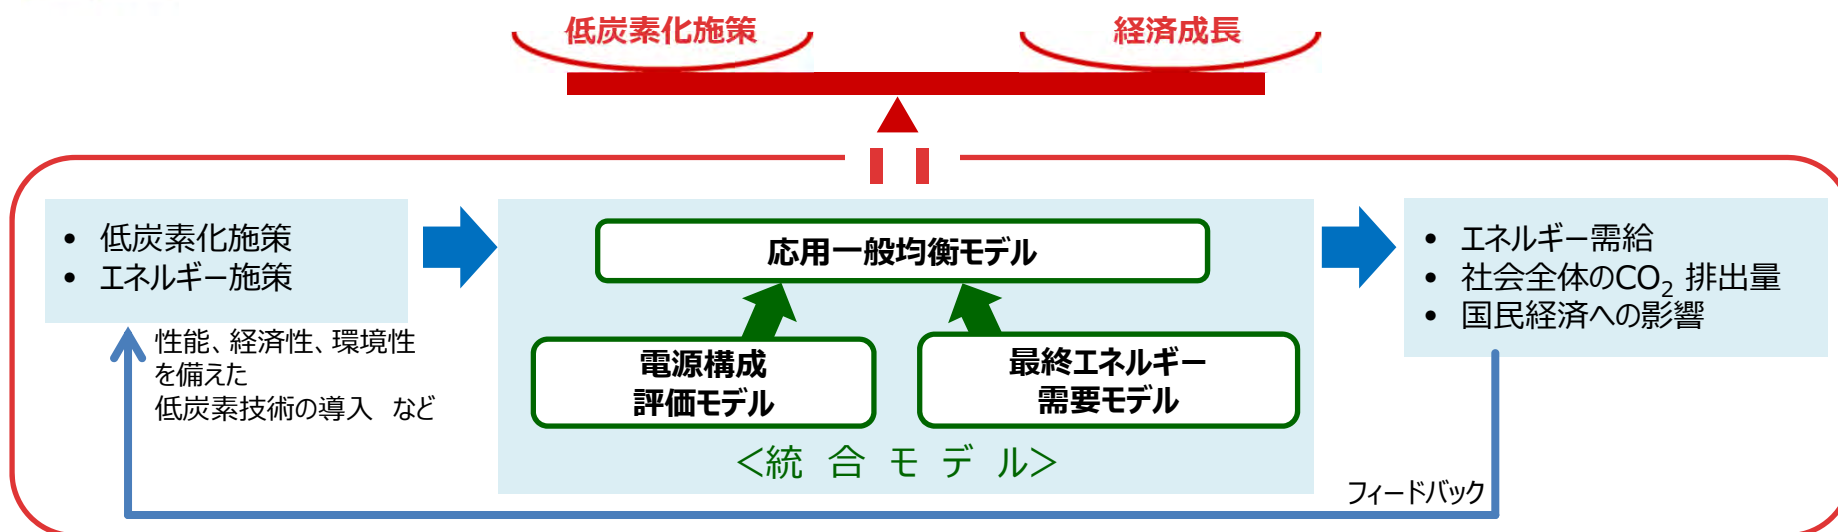 低炭素化施策
経済成長
• 低炭素化施策
• エネルギー施策
性能、経済性、環境性
を備えた
低炭素技術の導入　など
応用一般均衡モデル
電源構成
評価モデル
最終エネルギー
需要モデル
＜統 合 モ デ ル＞
• エネルギー需給
• 社会全体のCO₂ 排出量
• 国民経済への影響
フィードバック